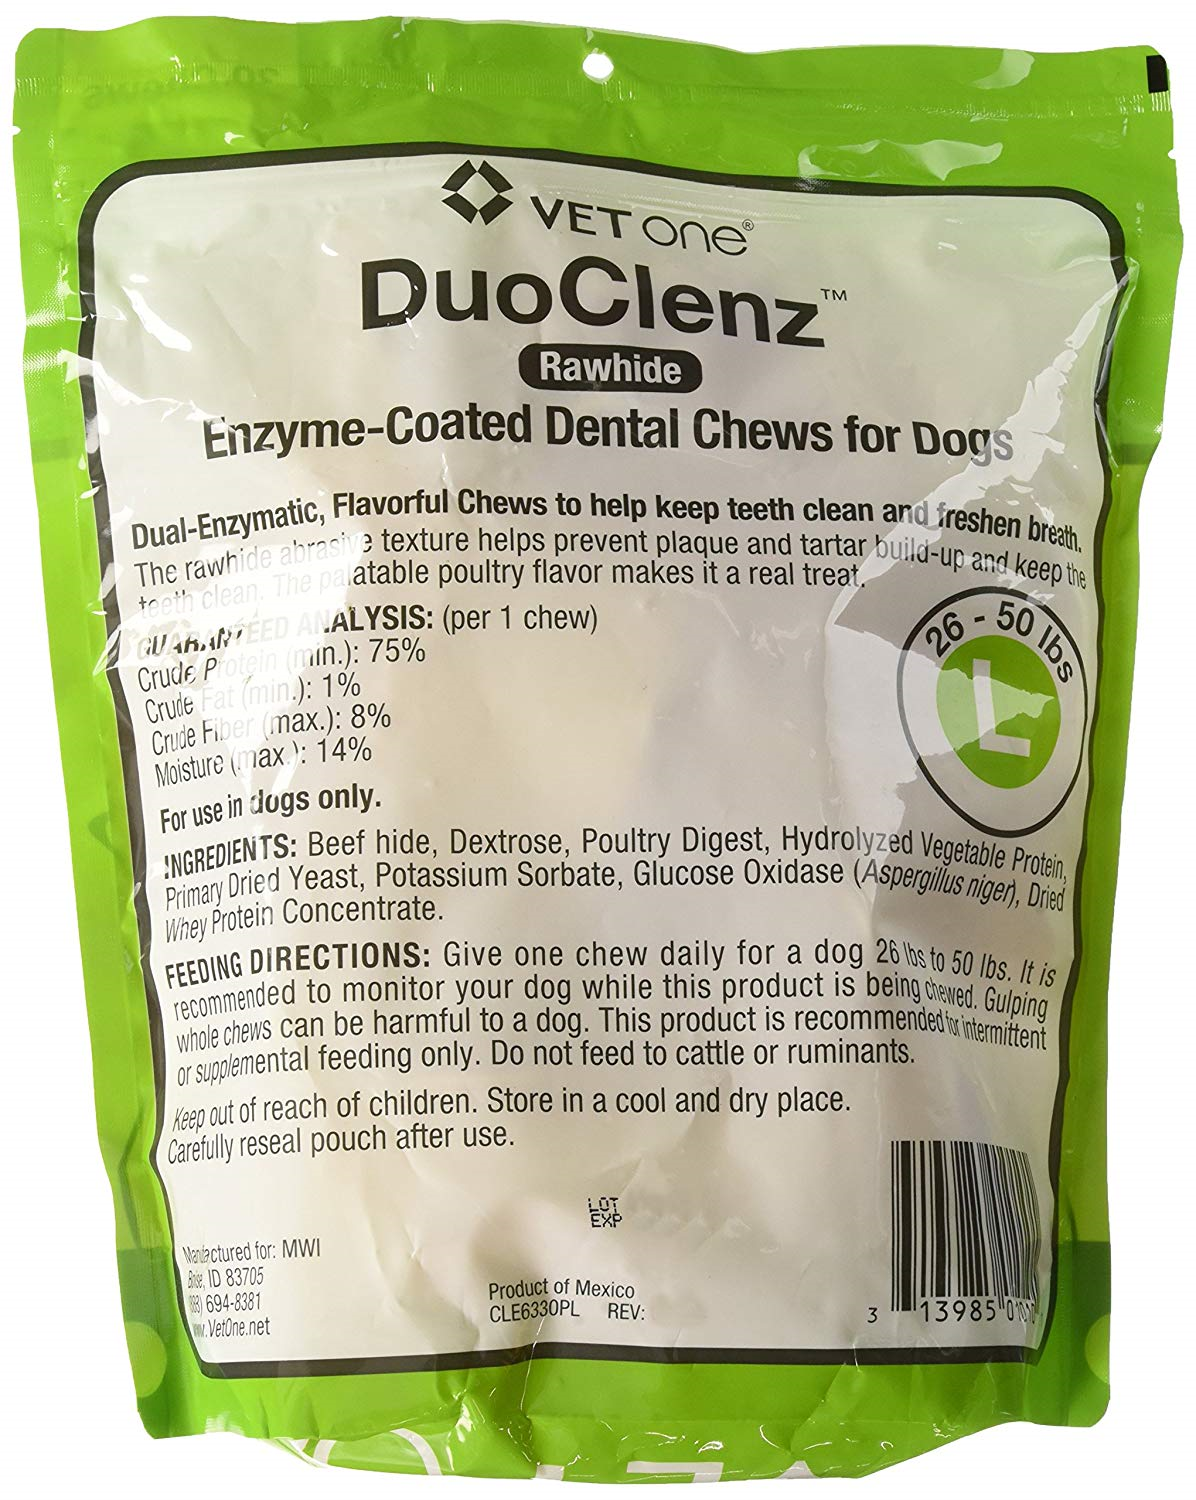 VET one®
DuoClenz™
Rawhide
Enzyme-Coated Dental Chews for Dogs
Dual-Enzymatic, Flavorful Chews to help keep teeth clean and freshen breath.
The rawhide abrasive texture helps prevent plaque and tartar build-up and keep the
teeth clean. The palatable poultry flavor makes it a real treat.
GUARANTEED ANALYSIS: (per 1 chew)
Crude Protein (min.): 75%
Crude Fat (min.): 1%
Crude Fiber (max.): 8%
Moisture (max.): 14%
26 - 50 lbs
L
For use in dogs only.
INGREDIENTS: Beef hide, Dextrose, Poultry Digest, Hydrolyzed Vegetable Protein,
Primary Dried Yeast, Potassium Sorbate, Glucose Oxidase (Aspergillus niger), Dried
Whey Protein Concentrate.
FEEDING DIRECTIONS: Give one chew daily for a dog 26 lbs to 50 lbs. It is
recommended to monitor your dog while this product is being chewed. Gulping
whole chews can be harmful to a dog. This product is recommended for intermittent
or supplemental feeding only. Do not feed to cattle or ruminants.
Keep out of reach of children. Store in a cool and dry place.
Carefully reseal pouch after use.
LOT
EXP
Manufactured for: MWI
Boise, ID 83705
(888) 694-8381
www.VetOne.net
Product of Mexico
CLE6330PL REV:
3 13985 01010